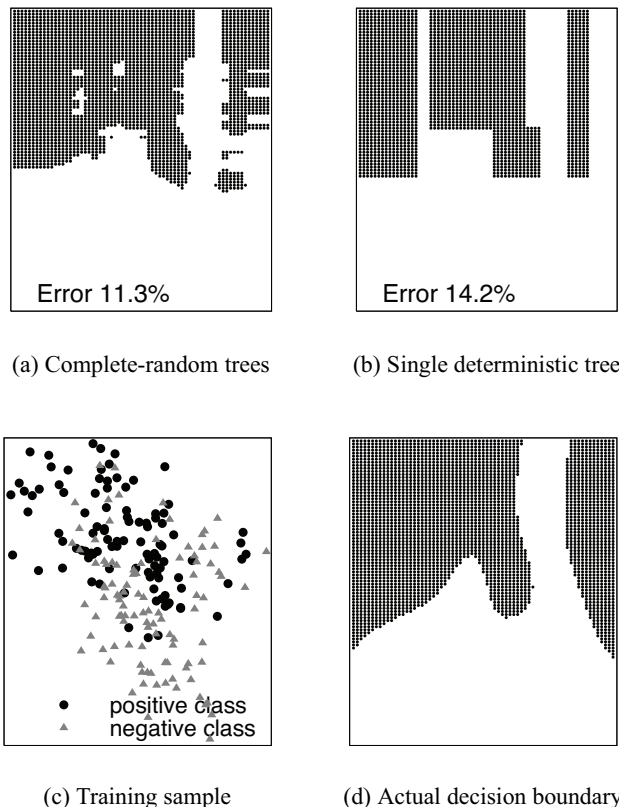 Error 11.3%
Error 14.2%
(a) Complete-random trees
(b) Single deterministic tree
positive class
negative class
(c) Training sample
(d) Actual decision boundary